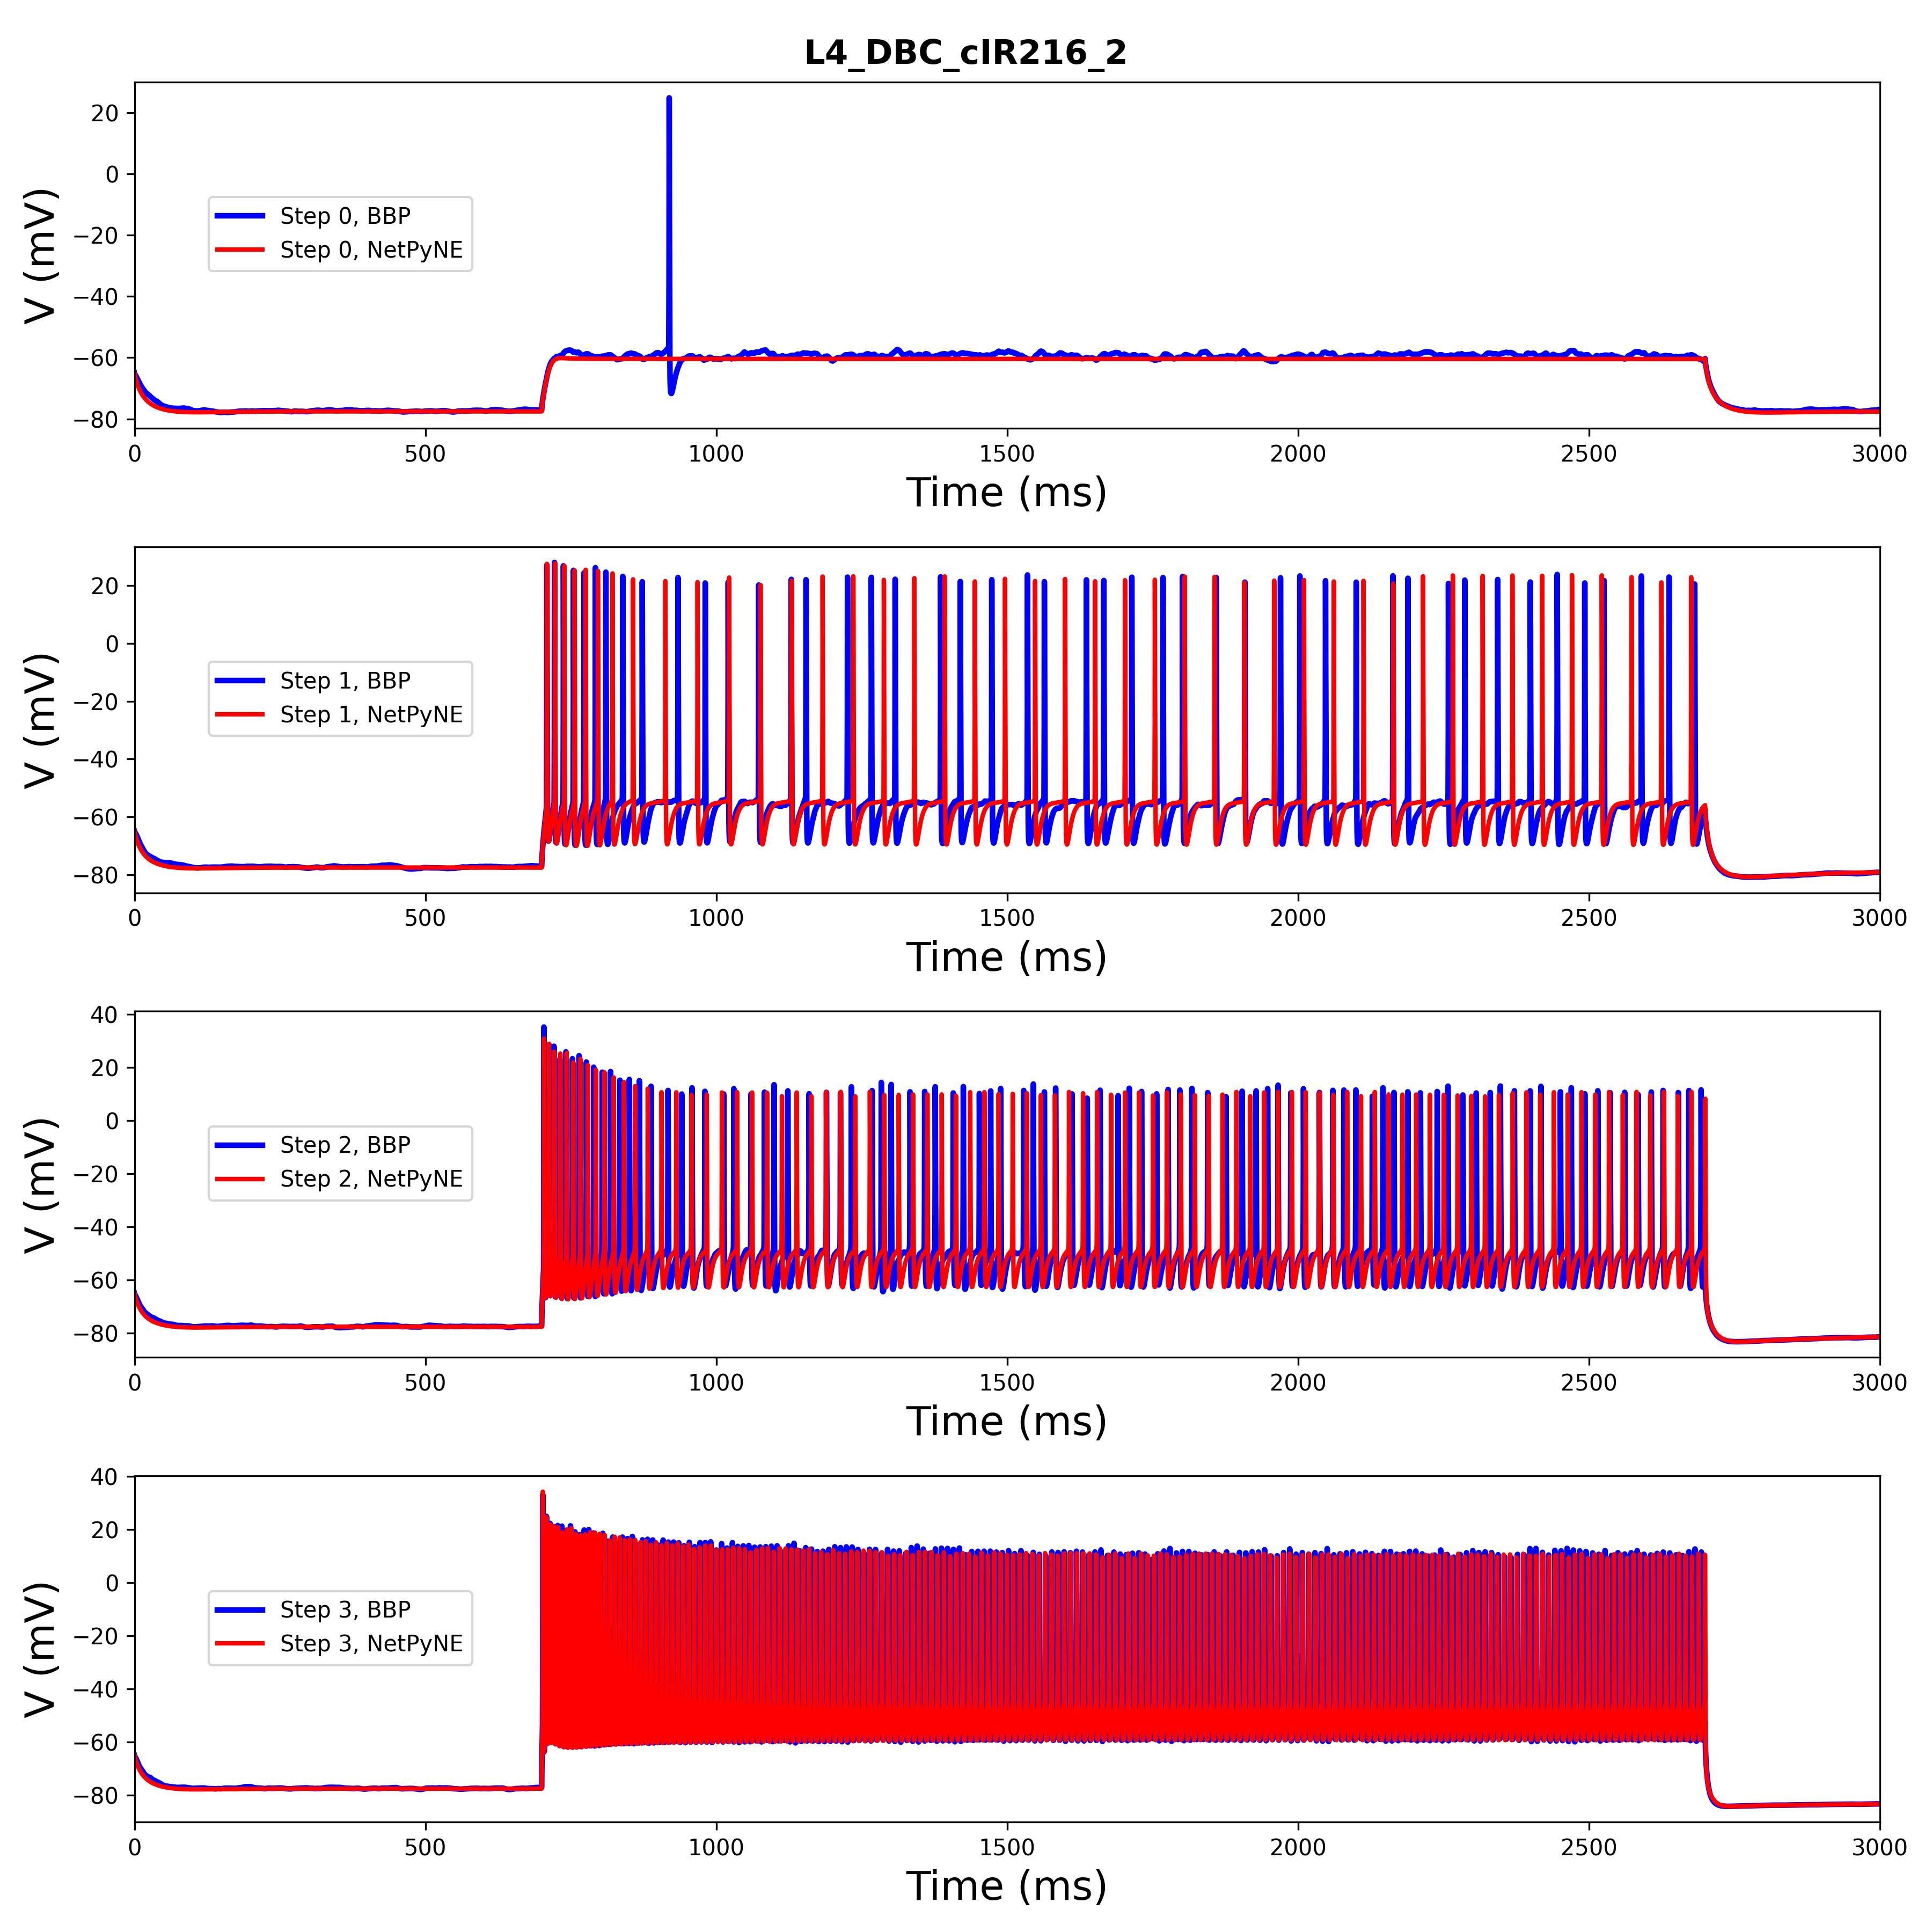 L4_DBC_cIR216_2
20
0
−20
−40
−60
−80
V (mV)
Step 0, BBP
Step 0, NetPyNE
0 500 1000 1500 2000 2500 3000
Time (ms)
20
0
−20
−40
−60
−80
V (mV)
Step 1, BBP
Step 1, NetPyNE
0 500 1000 1500 2000 2500 3000
Time (ms)
40
20
0
−20
−40
−60
−80
V (mV)
Step 2, BBP
Step 2, NetPyNE
0 500 1000 1500 2000 2500 3000
Time (ms)
40
20
0
−20
−40
−60
−80
V (mV)
Step 3, BBP
Step 3, NetPyNE
0 500 1000 1500 2000 2500 3000
Time (ms)